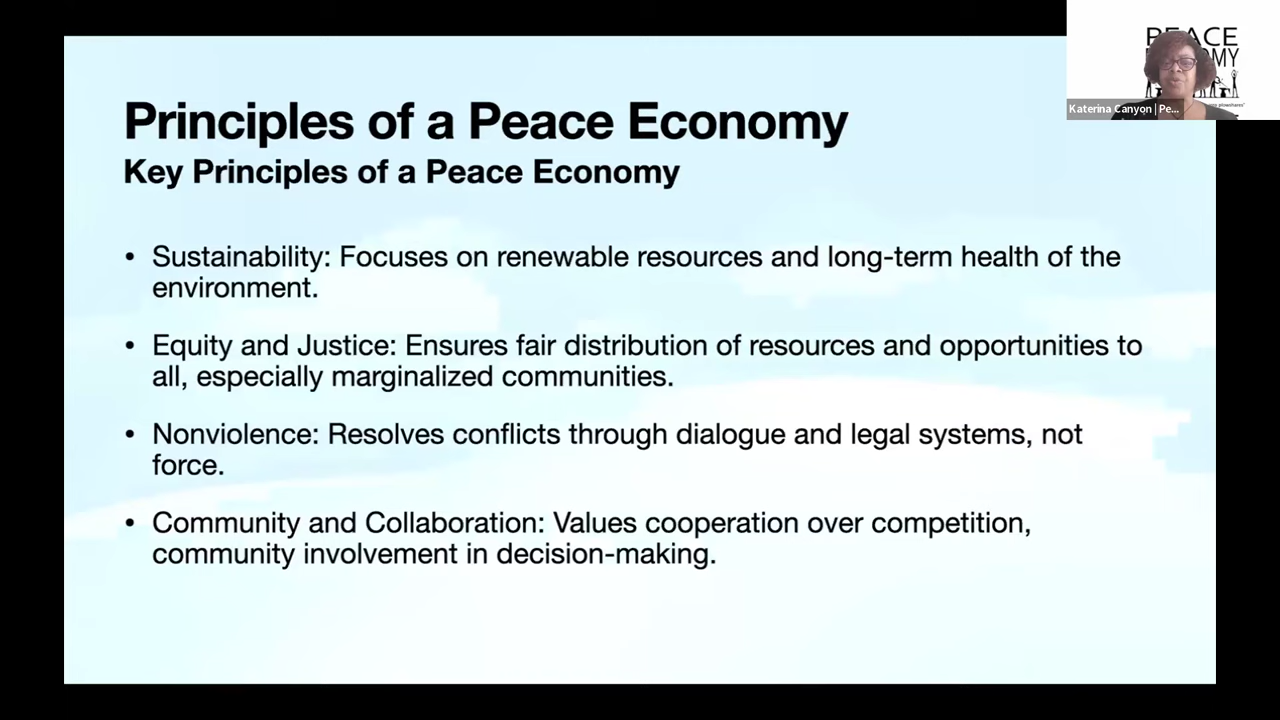 Principles of a Peace Economy
Key Principles of a Peace Economy
• Sustainability: Focuses on renewable resources and long-term health of the
environment.
• Equity and Justice: Ensures fair distribution of resources and opportunities to
all, especially marginalized communities.
• Nonviolence: Resolves conflicts through dialogue and legal systems, not
force.
• Community and Collaboration: Values cooperation over competition,
community involvement in decision-making.
PEACE
Katerina Canyon | Pe...
plowshares"